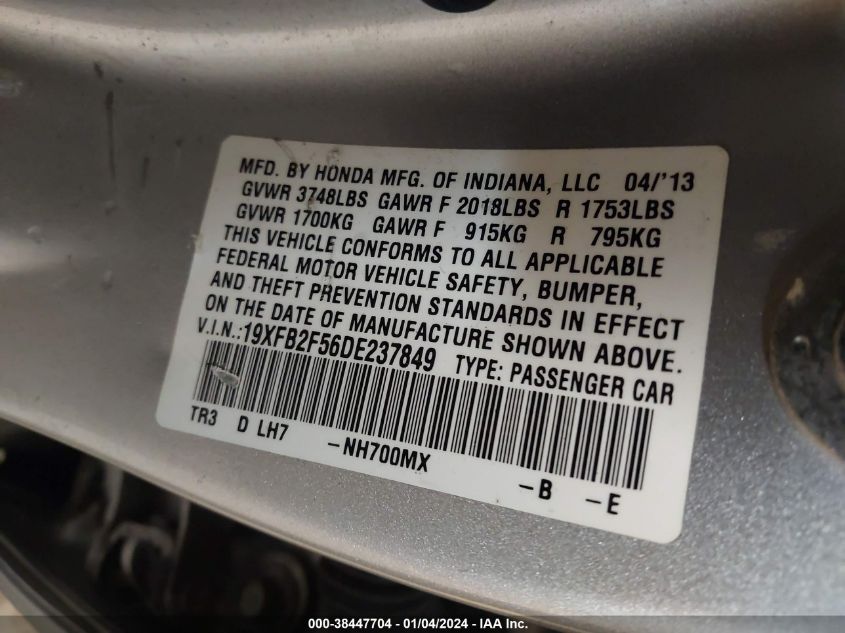 MFD. BY HONDA MFG. OF INDIANA, LLC 04/'13
GVWR 3748LBS GAWR F 2018LBS R 1753LBS
GVWR 1700KG GAWR F 915KG R 795KG
THIS VEHICLE CONFORMS TO ALL APPLICABLE
FEDERAL MOTOR VEHICLE SAFETY, BUMPER,
AND THEFT PREVENTION STANDARDS IN EFFECT
ON THE DATE OF MANUFACTURE SHOWN ABOVE.
V.I.N.:19XFB2F56DE237849 TYPE: PASSENGER CAR
TR3 D LH7 -NH700MX -B -E
000-38447704 - 01/04/2024 - IAA Inc.